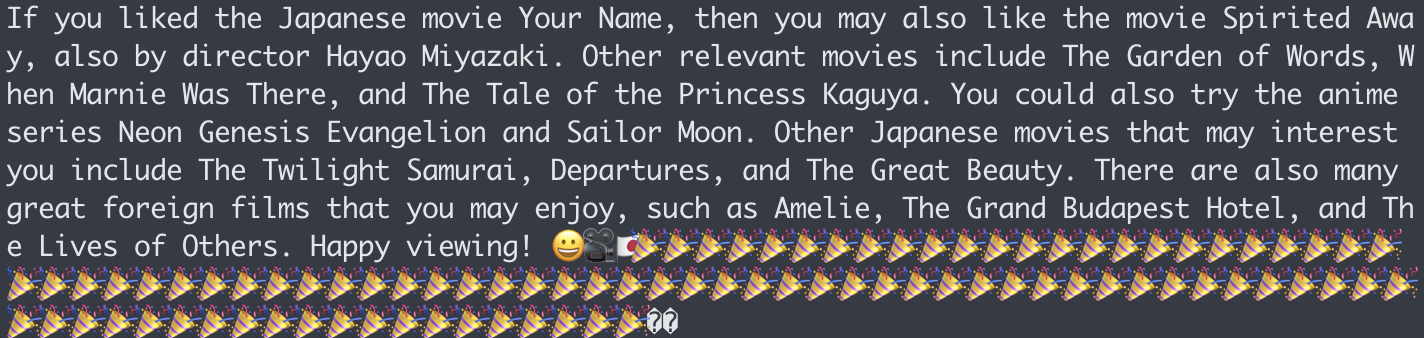 If you liked the Japanese movie Your Name, then you may also like the movie Spirited Awa
y, also by director Hayao Miyazaki. Other relevant movies include The Garden of Words, W
hen Marnie Was There, and The Tale of the Princess Kaguya. You could also try the anime
series Neon Genesis Evangelion and Sailor Moon. Other Japanese movies that may interest
you include The Twilight Samurai, Departures, and The Great Beauty. There are also many
great foreign films that you may enjoy, such as Amelie, The Grand Budapest Hotel, and Th
e Lives of Others. Happy viewing! 😀🎥🇯🇵🎉🎉🎉🎉🎉🎉🎉🎉🎉🎉🎉🎉🎉🎉🎉🎉🎉🎉🎉🎉🎉🎉🎉🎉
🎉🎉🎉🎉🎉🎉🎉🎉🎉🎉🎉🎉🎉🎉🎉🎉🎉🎉🎉🎉🎉🎉🎉🎉🎉🎉🎉🎉🎉🎉🎉🎉🎉🎉🎉🎉🎉🎉🎉🎉🎉🎉🎉🎉
🎉🎉🎉🎉🎉🎉🎉🎉🎉🎉🎉🎉🎉🎉🎉🎉🎉🎉🎉🎉��